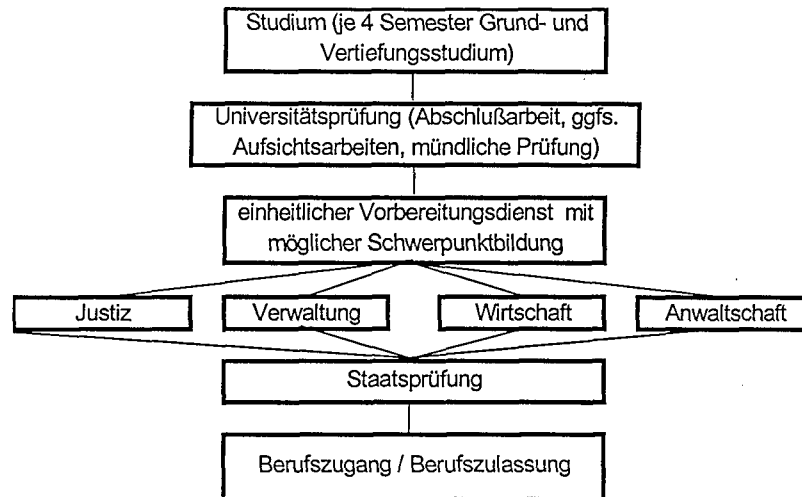 Studium (je 4 Semester Grund- und
Vertiefungsstudium)
Universitätsprüfung (Abschlußarbeit, ggfs.
Aufsichtsarbeiten, mündliche Prüfung)
einheitlicher Vorbereitungsdienst mit
möglicher Schwerpunktbildung
Justiz
Verwaltung
Wirtschaft
Anwaltschaft
Staatsprüfung
Berufszugang / Berufszulassung